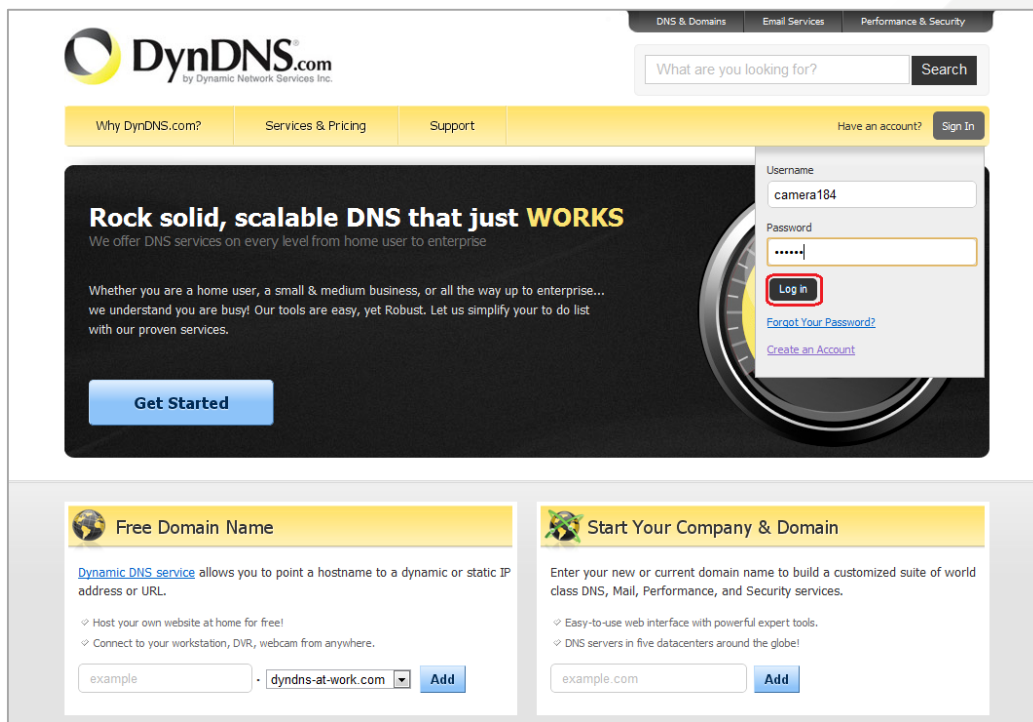 DNS & Domains Email Services Performance & Security
DynDNS.com
by Dynamic Network Services Inc.
What are you looking for? Search
Why DynDNS.com? Services & Pricing Support Have an account? Sign In
Username
camera184
Password
••••••
Log in
Forgot Your Password?
Create an Account
Rock solid, scalable DNS that just WORKS
We offer DNS services on every level from home user to enterprise
Whether you are a home user, a small & medium business, or all the way up to enterprise...
we understand you are busy! Our tools are easy, yet Robust. Let us simplify your to do list
with our proven services.
Get Started
Free Domain Name
Dynamic DNS service allows you to point a hostname to a dynamic or static IP
address or URL.
Host your own website at home for free!
Connect to your workstation, DVR, webcam from anywhere.
example - dyndns-at-work.com Add
Start Your Company & Domain
Enter your new or current domain name to build a customized suite of world
class DNS, Mail, Performance, and Security services.
Easy-to-use web interface with powerful expert tools.
DNS servers in five datacenters around the globe!
example.com Add